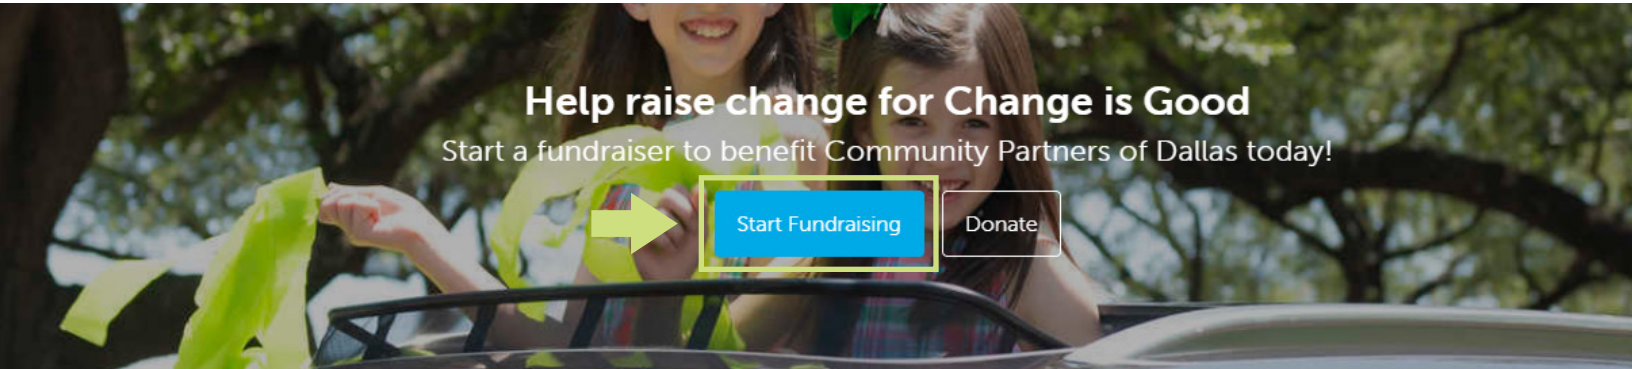 Help raise change for Change is Good
Start a fundraiser to benefit Community Partners of Dallas today!
Start Fundraising
Donate